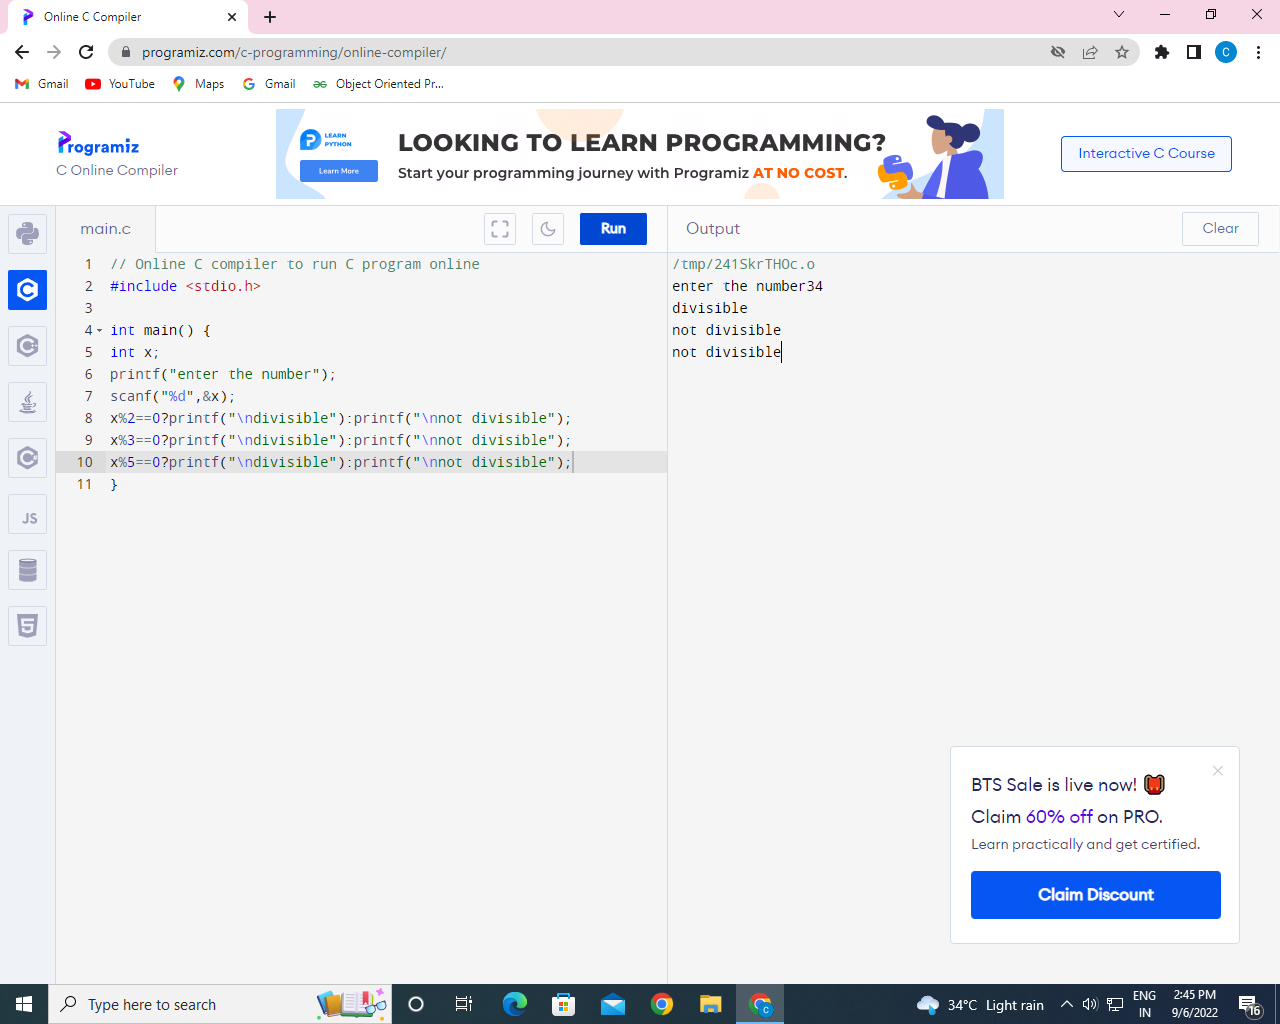 Online C Compiler
programiz.com/c-programming/online-compiler/
C
Gmail
YouTube
Maps
Gmail
Object Oriented Pr...
Programiz
C Online Compiler
LEARN
PYTHON
Learn More
LOOKING TO LEARN PROGRAMMING?
Start your programming journey with Programiz AT NO COST.
Interactive C Course
main.c
Run
Output
Clear
JS
1 // Online C compiler to run C program online
2 #include <stdio.h>
3
4 int main() {
5 int x;
6 printf("enter the number");
7 scanf("%d",&x);
8 x%2==0?printf("\ndivisible"):printf("\nnot divisible");
9 x%3==0?printf("\ndivisible"):printf("\nnot divisible");
10 x%5==0?printf("\ndivisible"):printf("\nnot divisible");
11 }
/tmp/241SkrTHOc.o
enter the number34
divisible
not divisible
not divisible
BTS Sale is live now!
Claim 60% off on PRO.
Learn practically and get certified.
Claim Discount
Type here to search
34°C Light rain
ENG
IN
2:45 PM
9/6/2022
16